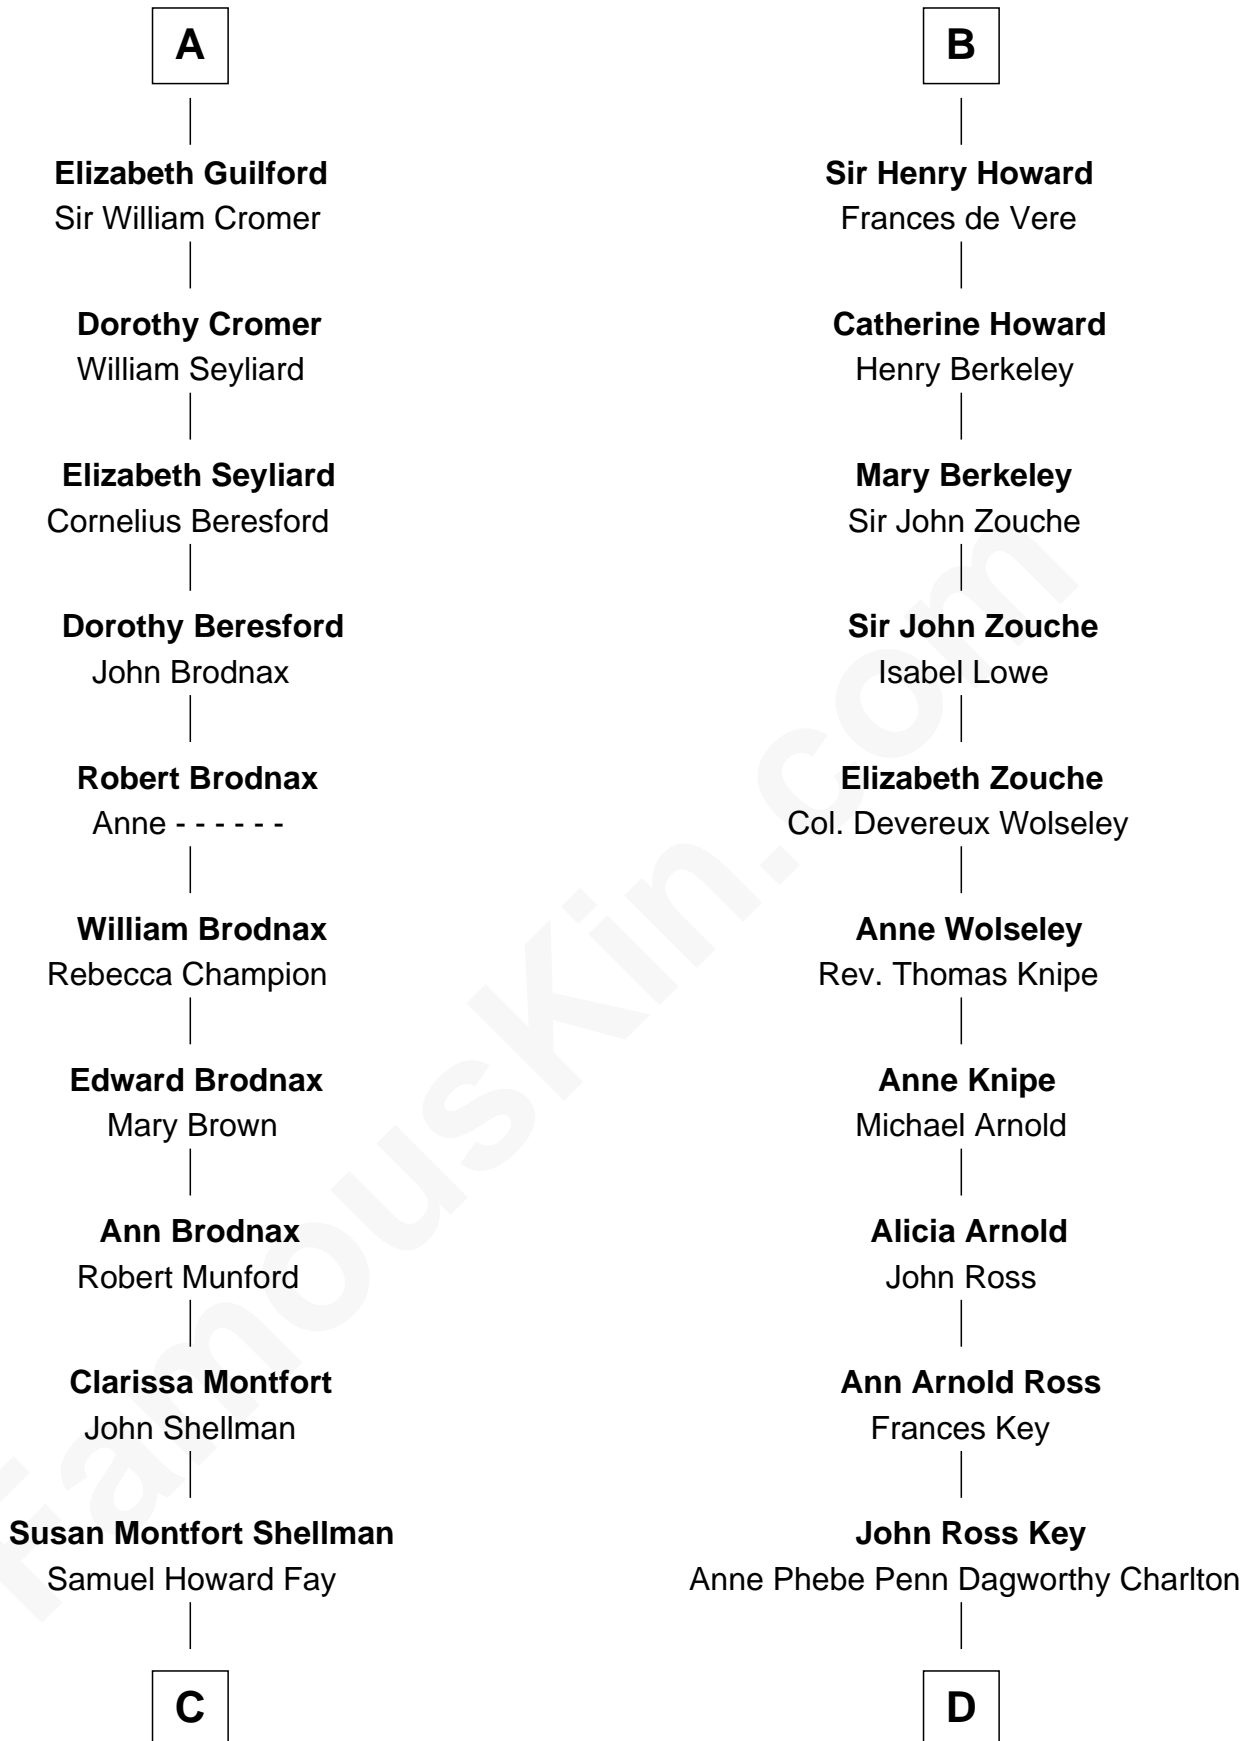 A
Elizabeth Guilford
Sir William Cromer
Dorothy Cromer
William Seyliard
Elizabeth Seyliard
Cornelius Beresford
Dorothy Beresford
John Brodnax
Robert Brodnax
Anne - - - - - -
William Brodnax
Rebecca Champion
Edward Brodnax
Mary Brown
Ann Brodnax
Robert Munford
Clarissa Montfort
John Shellman
Susan Montfort Shellman
Samuel Howard Fay
C
B
Sir Henry Howard
Frances de Vere
Catherine Howard
Henry Berkeley
Mary Berkeley
Sir John Zouche
Sir John Zouche
Isabel Lowe
Elizabeth Zouche
Col. Devereux Wolseley
Anne Wolseley
Rev. Thomas Knipe
Anne Knipe
Michael Arnold
Alicia Arnold
John Ross
Ann Arnold Ross
Frances Key
John Ross Key
Anne Phebe Penn Dagworthy Charlton
D
FamousKin.com